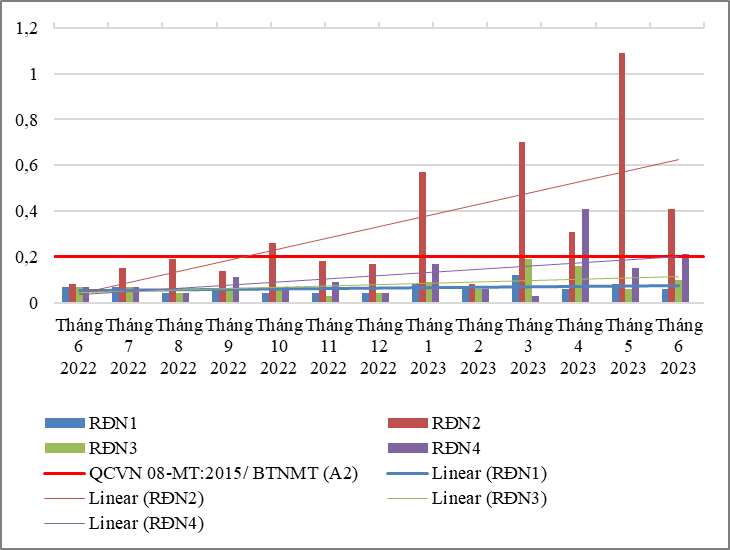 1,2
1
0,8
0,6
0,4
0,2
0
Tháng Tháng Tháng Tháng Tháng Tháng Tháng Tháng Tháng Tháng Tháng Tháng Tháng
6 7 8 9 10 11 12 1 2 3 4 5 6
2022 2022 2022 2022 2022 2022 2022 2023 2023 2023 2023 2023 2023
RĐN1 RĐN2
RĐN3 RĐN4
QCVN 08-MT:2015/ BTNMT (A2) Linear (RĐN1)
Linear (RĐN2) Linear (RĐN3)
Linear (RĐN4)